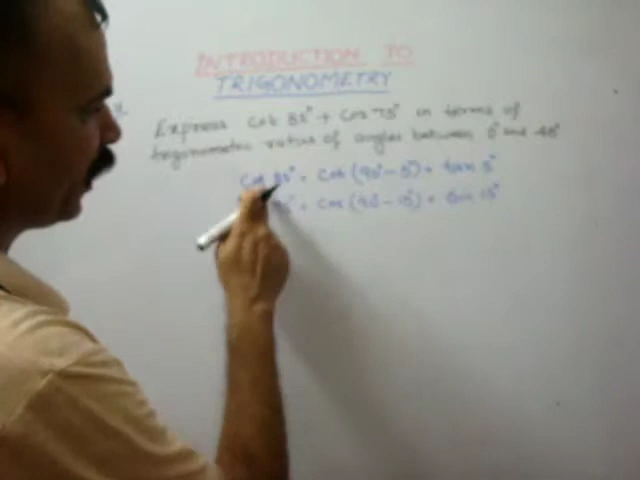 INTRODUCTION TO
TRIGONOMETRY
Express Cot 85° + Cos 75° in terms of
trigonometric ratios of angles between 0° and 45°
Cot 85° = Cot (90° - 5°) = tan 5°
= Cos (90 - 15°) = Sin 15°